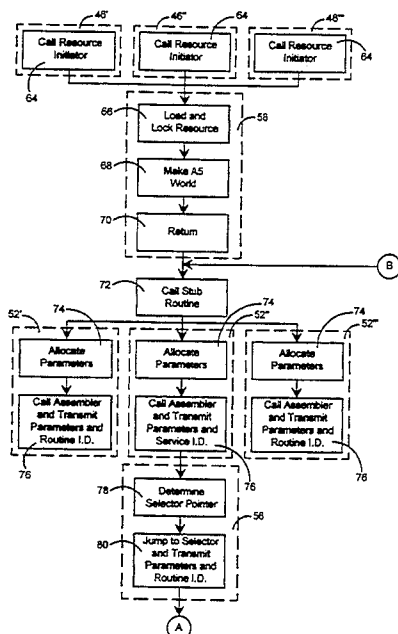 48'
46''
64
48'''
Call Resource
Initiator
Call Resource
Initiator
Call Resource
Initiator
64
64
66
Load and
Lock Resource
58
68
Make A5
World
70
Return
B
72
Call Stub
Routine
52'
74
74
52''
74
52'''
Allocate
Parameters
Allocate
Parameters
Allocate
Parameters
Call Assembler
and Transmit
Parameters and
Routine I.D.
Call Assembler
and Transmit
Parameters and
Service I.D.
Call Assembler
and Transmit
Parameters and
Routine I.D.
76
76
76
78
Determine
Selector Pointer
56
80
Jump to Selector
and Transmit
Parameters and
Routine I.D.
A